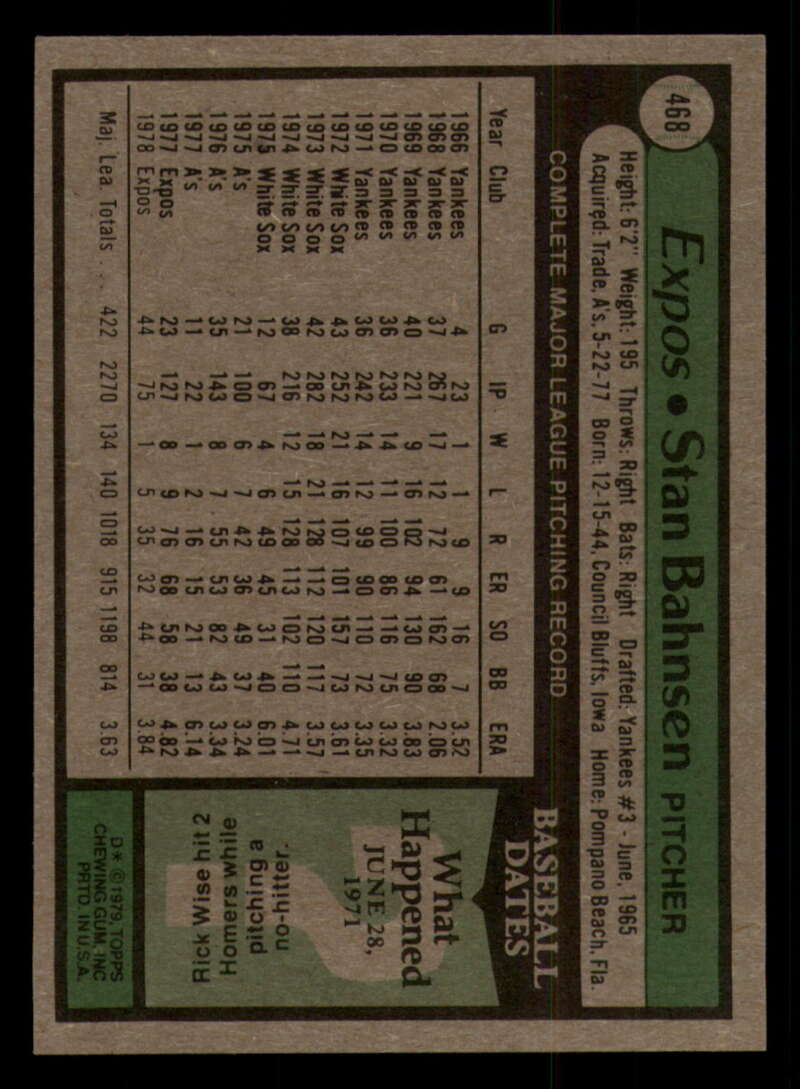 468
Expos • Stan Bahnsen PITCHER
Height: 6'2" Weight: 195 Throws: Right Bats: Right Drafted: Yankees #3 - June, 1965
Acquired: Trade, A's, 5-22-77 Born: 12-15-44, Council Bluffs, Iowa Home: Pompano Beach, Fla.
COMPLETE MAJOR LEAGUE PITCHING RECORD
Year Club G IP W L R ER SO BB ERA
1966 Yankees 4 23 1 1 9 9 16 7 3.52
1968 Yankees 37 267 17 12 72 61 162 68 2.06
1969 Yankees 40 221 9 16 102 94 130 90 3.83
1970 Yankees 36 233 14 11 100 86 116 75 3.32
1971 Yankees 36 242 14 12 99 90 110 72 3.35
1972 White Sox 43 252 21 16 107 101 157 73 3.61
1973 White Sox 42 282 18 21 128 112 120 117 3.57
1974 White Sox 38 216 12 15 128 113 102 110 4.71
1975 White Sox 12 67 4 6 49 45 31 40 6.01
1975 A's 21 100 6 7 42 36 49 37 3.24
1976 A's 35 143 8 7 55 53 82 43 3.34
1977 A's 11 22 1 2 16 15 21 13 6.14
1977 Expos 23 127 8 9 76 68 58 38 4.82
1978 Expos 44 75 1 5 35 32 44 31 3.84
Maj. Lea. Totals . . 422 2270 134 140 1018 915 1198 814 3.63
BASEBALL
DATES
What
Happened
JUNE 28,
1971
Rick Wise hit 2
Homers while
pitching a
no-hitter.
D* © 1979, TOPPS
CHEWING GUM, INC
PRTD. IN U.S.A.